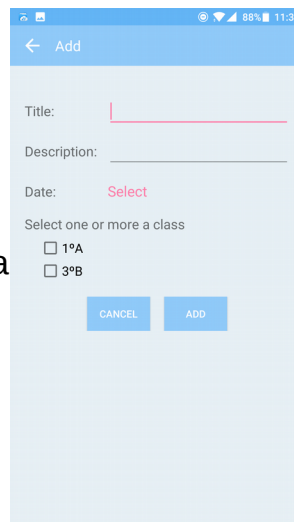 88% 11:3
Add
Title:
Description:
Date: Select
Select one or more a class
a
1ºA
3ºB
CANCEL ADD